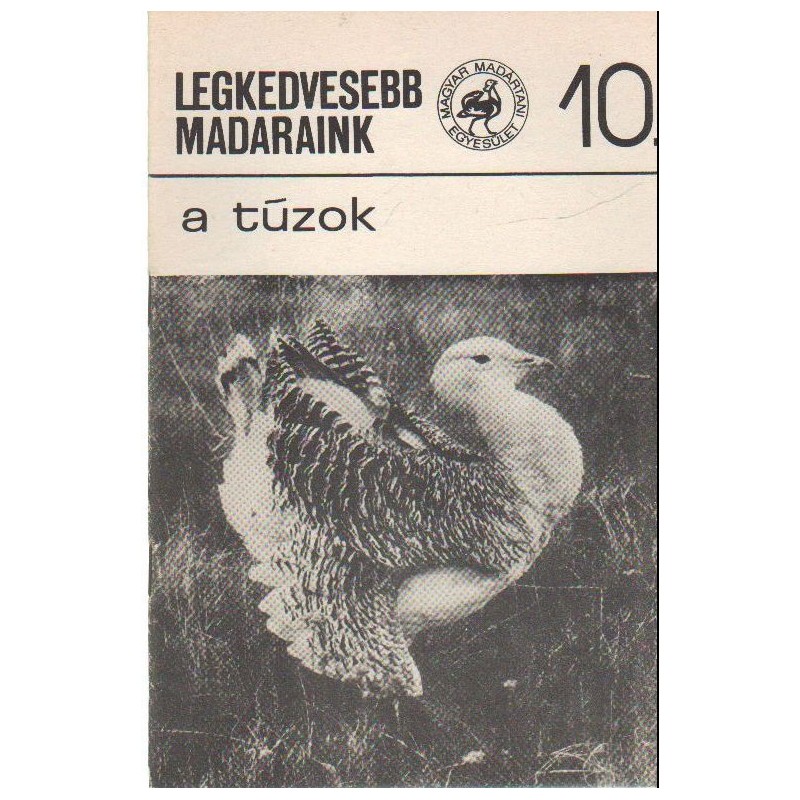 LEGKEDVESEBB
MADARAINK
MAGYAR MADÁRTANI
EGYESÜLET
10.
a túzok